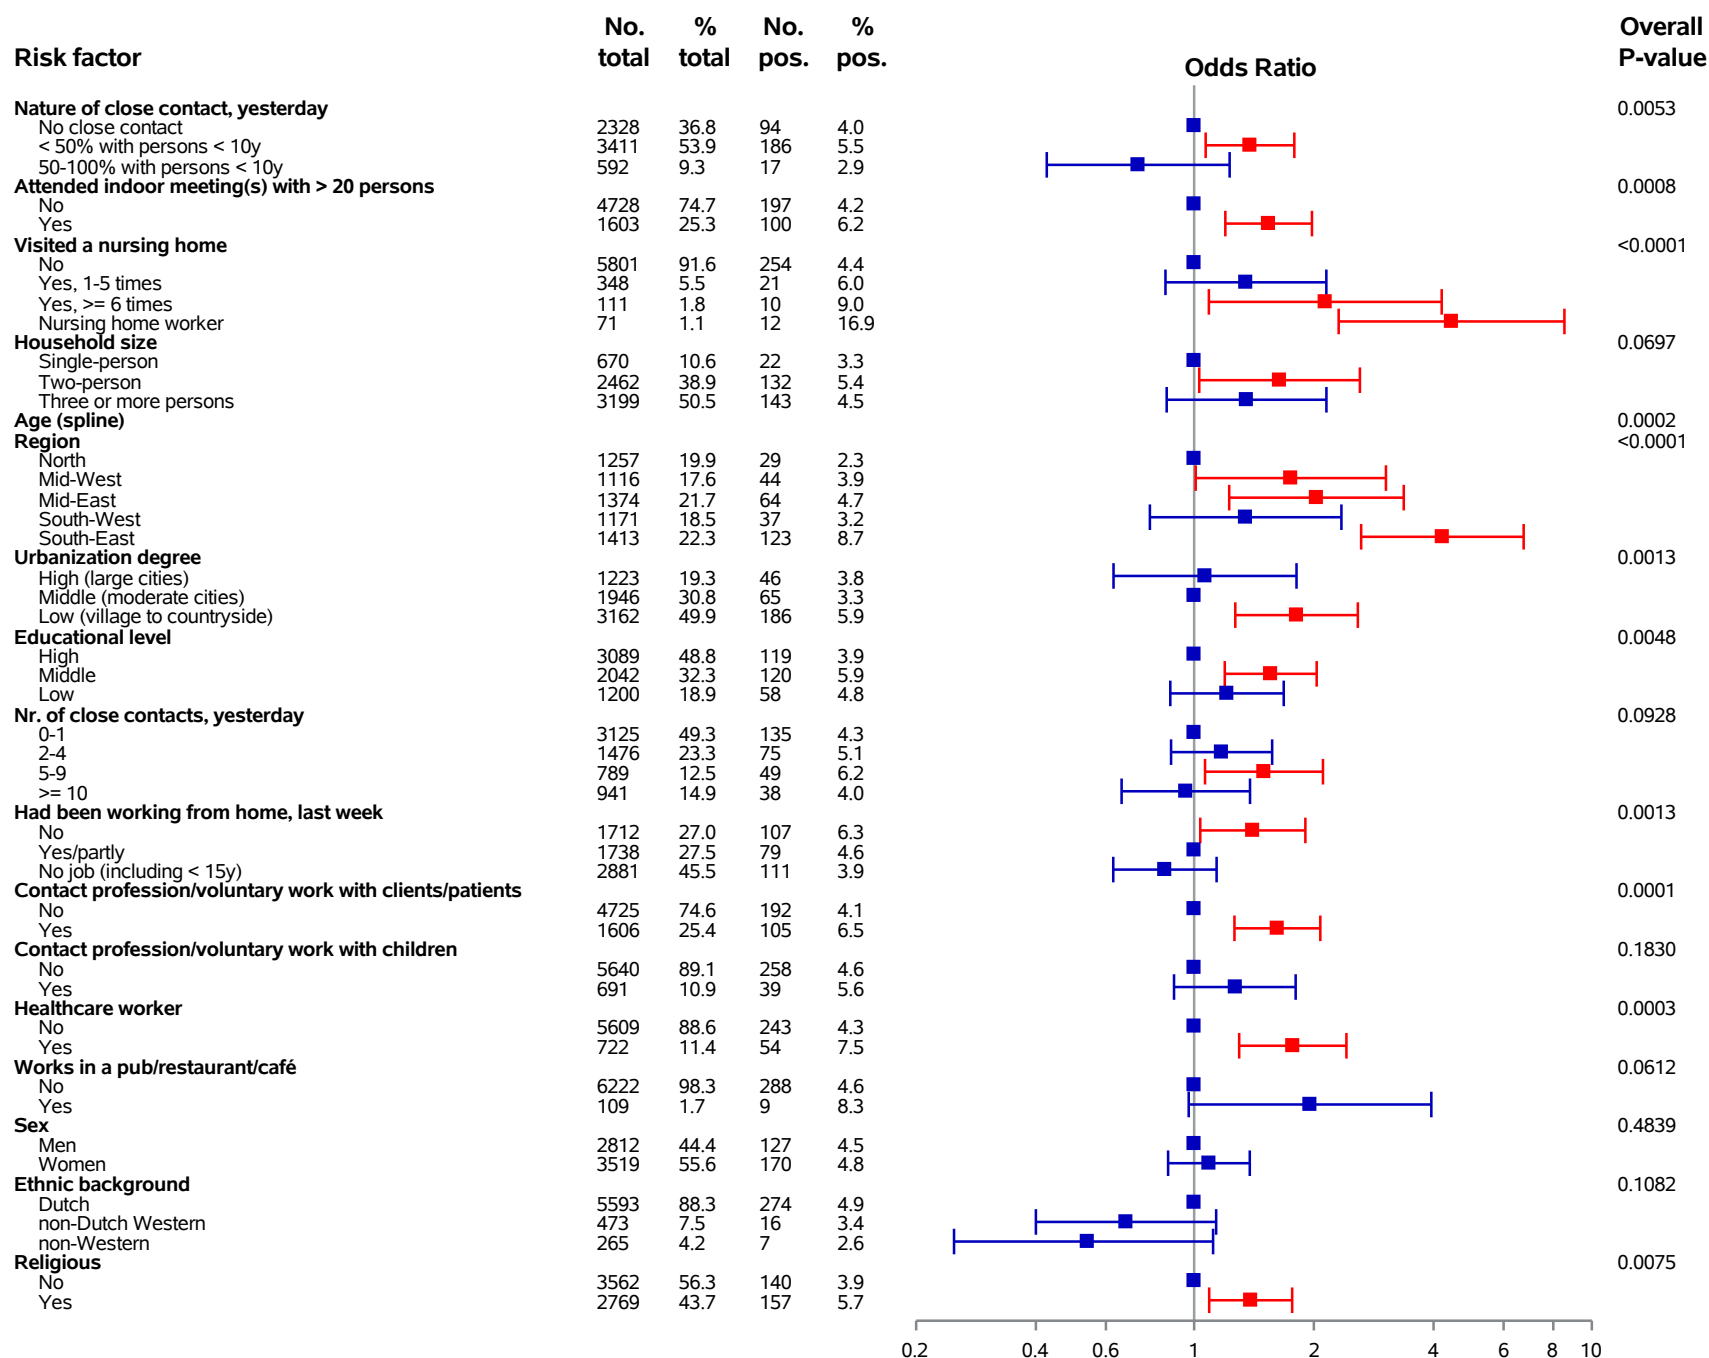 No. % No. % Overall
Risk factor total total pos. pos. Odds Ratio P-value
Nature of close contact, yesterday 0.0053
No close contact 2328 36.8 94 4.0
< 50% with persons < 10y 3411 53.9 186 5.5
50-100% with persons < 10y 592 9.3 17 2.9
Attended indoor meeting(s) with > 20 persons 0.0008
No 4728 74.7 197 4.2
Yes 1603 25.3 100 6.2
Visited a nursing home <0.0001
No 5801 91.6 254 4.4
Yes, 1-5 times 348 5.5 21 6.0
Yes, >= 6 times 111 1.8 10 9.0
Nursing home worker 71 1.1 12 16.9
Household size 0.0697
Single-person 670 10.6 22 3.3
Two-person 2462 38.9 132 5.4
Three or more persons 3199 50.5 143 4.5
Age (spline) 0.0002
Region <0.0001
North 1257 19.9 29 2.3
Mid-West 1116 17.6 44 3.9
Mid-East 1374 21.7 64 4.7
South-West 1171 18.5 37 3.2
South-East 1413 22.3 123 8.7
Urbanization degree 0.0013
High (large cities) 1223 19.3 46 3.8
Middle (moderate cities) 1946 30.8 65 3.3
Low (village to countryside) 3162 49.9 186 5.9
Educational level 0.0048
High 3089 48.8 119 3.9
Middle 2042 32.3 120 5.9
Low 1200 18.9 58 4.8
Nr. of close contacts, yesterday 0.0928
0-1 3125 49.3 135 4.3
2-4 1476 23.3 75 5.1
5-9 789 12.5 49 6.2
>= 10 941 14.9 38 4.0
Had been working from home, last week 0.0013
No 1712 27.0 107 6.3
Yes/partly 1738 27.5 79 4.6
No job (including < 15y) 2881 45.5 111 3.9
Contact profession/voluntary work with clients/patients 0.0001
No 4725 74.6 192 4.1
Yes 1606 25.4 105 6.5
Contact profession/voluntary work with children 0.1830
No 5640 89.1 258 4.6
Yes 691 10.9 39 5.6
Healthcare worker 0.0003
No 5609 88.6 243 4.3
Yes 722 11.4 54 7.5
Works in a pub/restaurant/café 0.0612
No 6222 98.3 288 4.6
Yes 109 1.7 9 8.3
Sex 0.4839
Men 2812 44.4 127 4.5
Women 3519 55.6 170 4.8
Ethnic background 0.1082
Dutch 5593 88.3 274 4.9
non-Dutch Western 473 7.5 16 3.4
non-Western 265 4.2 7 2.6
Religious 0.0075
No 3562 56.3 140 3.9
Yes 2769 43.7 157 5.7
0.2 0.4 0.6 1 2 4 6 8 10